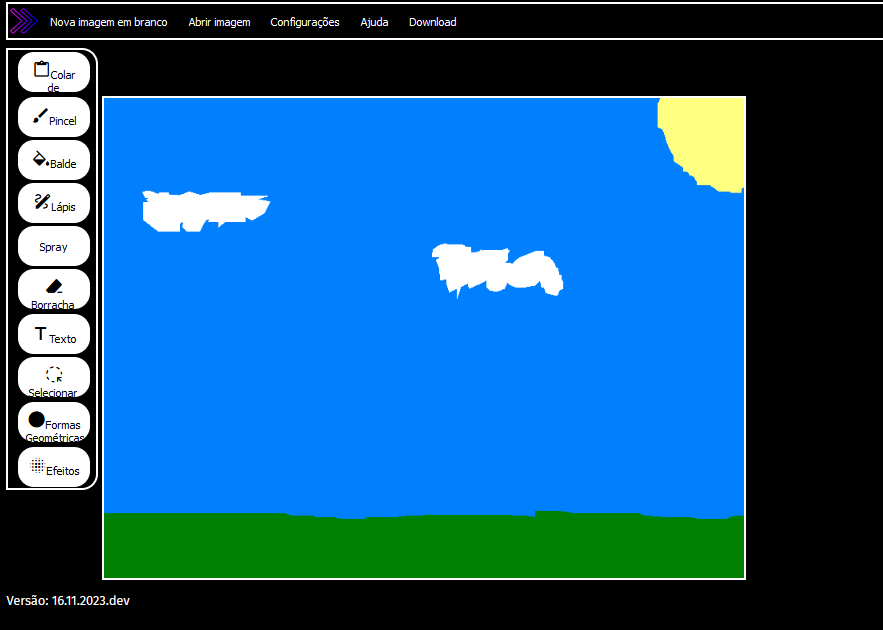 Nova imagem em branco Abrir imagem Configurações Ajuda Download
Colar
de
Pincel
Balde
Lápis
Spray
Borracha
T Texto
Selecionar
Formas
Geométricas
Efeitos
Versão: 16.11.2023.dev